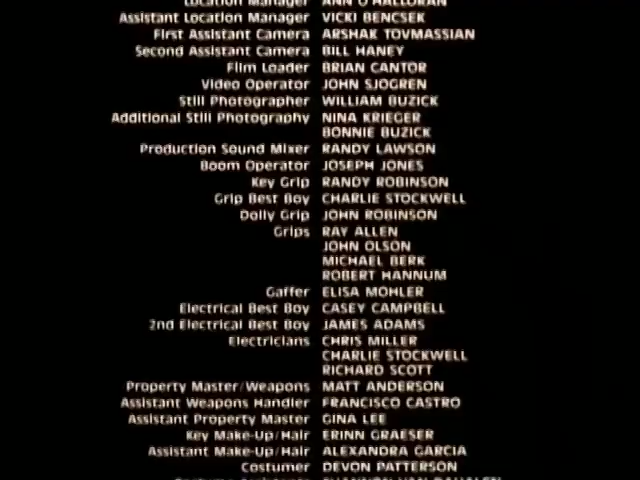 Location Manager ANN O'HALLORAN
Assistant Location Manager VICKI BENCSEK
First Assistant Camera ARSHAK TOVMASSIAN
Second Assistant Camera BILL HANEY
Film Loader BRIAN CANTOR
Video Operator JOHN SJOGREN
Still Photographer WILLIAM BUZICK
Additional Still Photography NINA KRIEGER
BONNIE BUZICK
Production Sound Mixer RANDY LAWSON
Boom Operator JOSEPH JONES
Key Grip RANDY ROBINSON
Grip Best Boy CHARLIE STOCKWELL
Dolly Grip JOHN ROBINSON
Grips RAY ALLEN
JOHN OLSON
MICHAEL BERK
ROBERT HANNUM
Gaffer ELISA MOHLER
Electrical Best Boy CASEY CAMPBELL
2nd Electrical Best Boy JAMES ADAMS
Electricians CHRIS MILLER
CHARLIE STOCKWELL
RICHARD SCOTT
Property Master/Weapons MATT ANDERSON
Assistant Weapons Handler FRANCISCO CASTRO
Assistant Property Master GINA LEE
Key Make-Up/Hair ERINN GRAESER
Assistant Make-Up/Hair ALEXANDRA GARCIA
Costumer DEVON PATTERSON